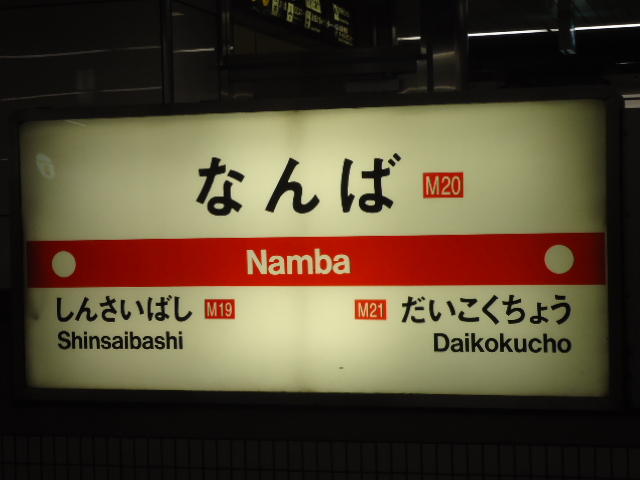 なんば M20
Namba
しんさいばし M19 M21 だいこくちょう
Shinsaibashi Daikokucho